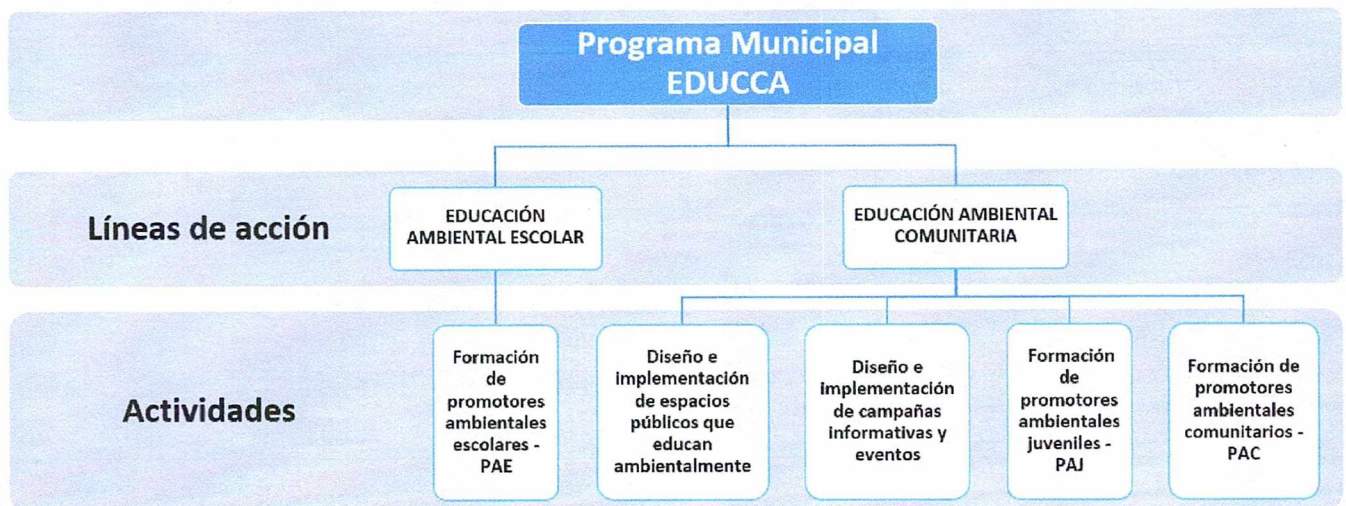 Programa Municipal
EDUCCA
Líneas de acción
EDUCACIÓN
AMBIENTAL ESCOLAR
EDUCACIÓN AMBIENTAL
COMUNITARIA
Actividades
Formación
de
promotores
ambientales
escolares -
PAE
Diseño e
implementación
de espacios
públicos que
educan
ambientalmente
Diseño e
implementación
de campañas
informativas y
eventos
Formación
de
promotores
ambientales
juveniles -
PAJ
Formación de
promotores
ambientales
comunitarios -
PAC